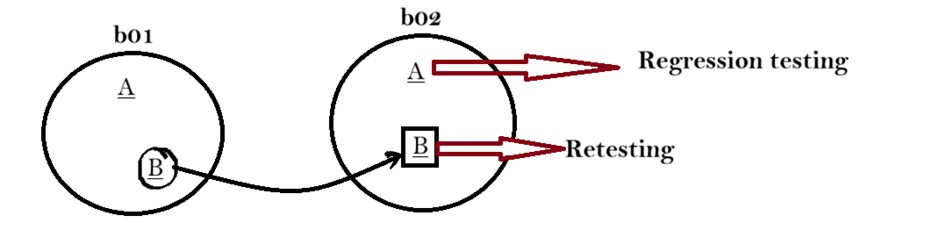 b01
b02
A
A
Regression testing
B
B
Retesting